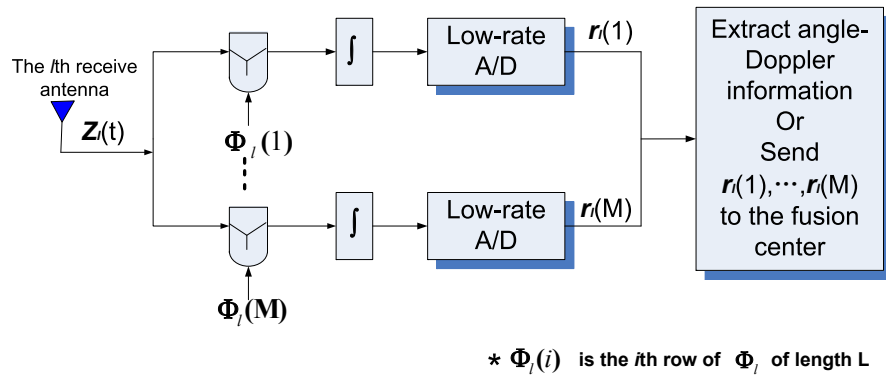 The lth receive
antenna
Zl(t)
Φl(1)
∫
Low-rate
A/D
rl(1)
Φl(M)
∫
Low-rate
A/D
rl(M)
Extract angle-
Doppler
information
Or
Send
rl(1),⋯,rl(M)
to the fusion
center
* Φl(i) is the ith row of Φl of length L